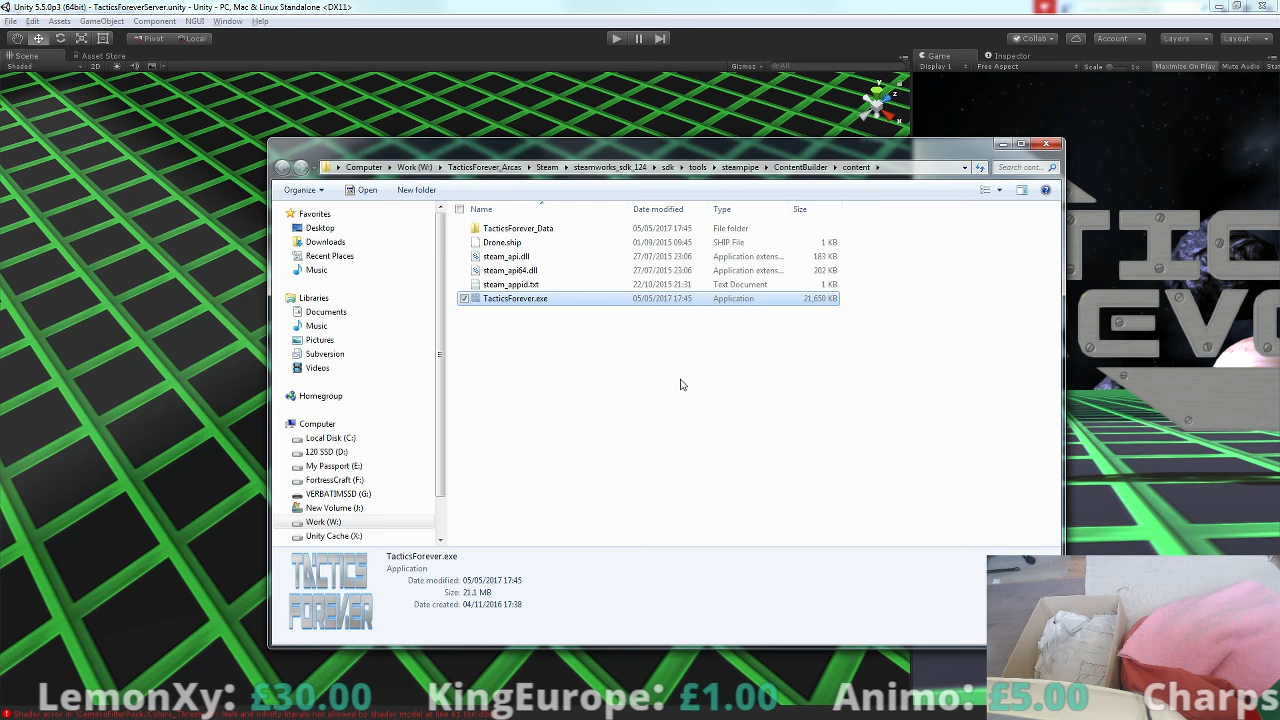 Unity 5.5.0p3 (64bit) - TacticsForeverServer.unity - Unity - PC, Mac & Linux Standalone <DX11>
File Edit Assets GameObject Component NGUI Window Help
Pivot Local Collab Account Layers Layout
Scene Asset Store Game Inspector
Shaded 2D Gizmos All Display 1 Free Aspect Scale 1x Maximize On Play Mute Audio Stat
Y
Z
X
Computer Work (W:) TacticsForever_Arcas Steam steamworks_sdk_124 sdk tools steampipe ContentBuilder content Search cont...
Organize Open New folder
Name Date modified Type Size
TacticsForever_Data 05/05/2017 17:45 File folder
Drone.ship 01/09/2015 09:45 SHIP File 1 KB
steam_api.dll 27/07/2015 23:06 Application extens... 183 KB
steam_api64.dll 27/07/2015 23:06 Application extens... 202 KB
steam_appid.txt 22/10/2015 21:31 Text Document 1 KB
TacticsForever.exe 05/05/2017 17:45 Application 21,650 KB
Favorites
Desktop
Downloads
Recent Places
Music
Libraries
Documents
Music
Pictures
Subversion
Videos
Homegroup
Computer
Local Disk (C:)
120 SSD (D:)
My Passport (E:)
FortressCraft (F:)
VERBATIMSSD (G:)
New Volume (J:)
Work (W:)
Unity Cache (X:)
TACTICS
FOREVER
TacticsForever.exe
Application
Date modified: 05/05/2017 17:45
Size: 21.1 MB
Date created: 04/11/2016 17:38
TIC
EVO
LemonXy: £30.00 KingEurope: £1.00 Animo: £5.00 Charps